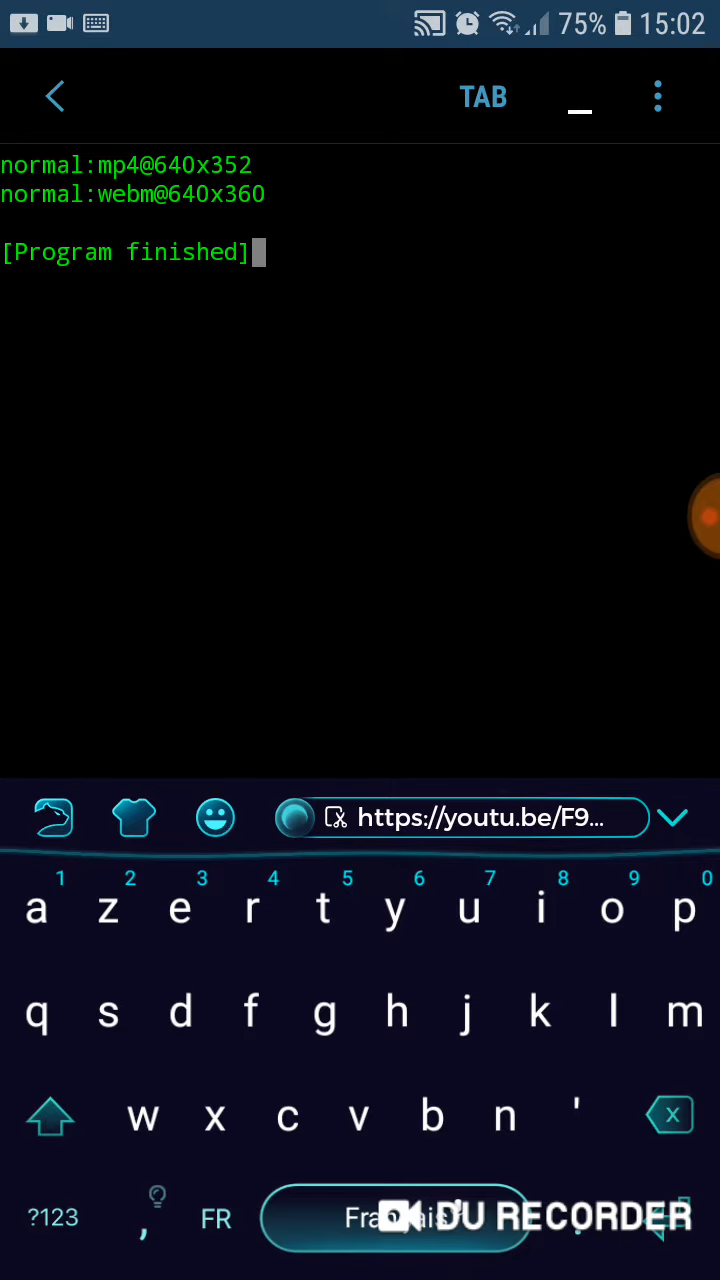 75% 15:02
TAB _
normal:mp4@640x352
normal:webm@640x360
[Program finished]
https://youtu.be/F9...
1 2 3 4 5 6 7 8 9 0
a z e r t y u i o p
q s d f g h j k l m
w x c v b n '
?123 , FR Français .
DU RECORDER